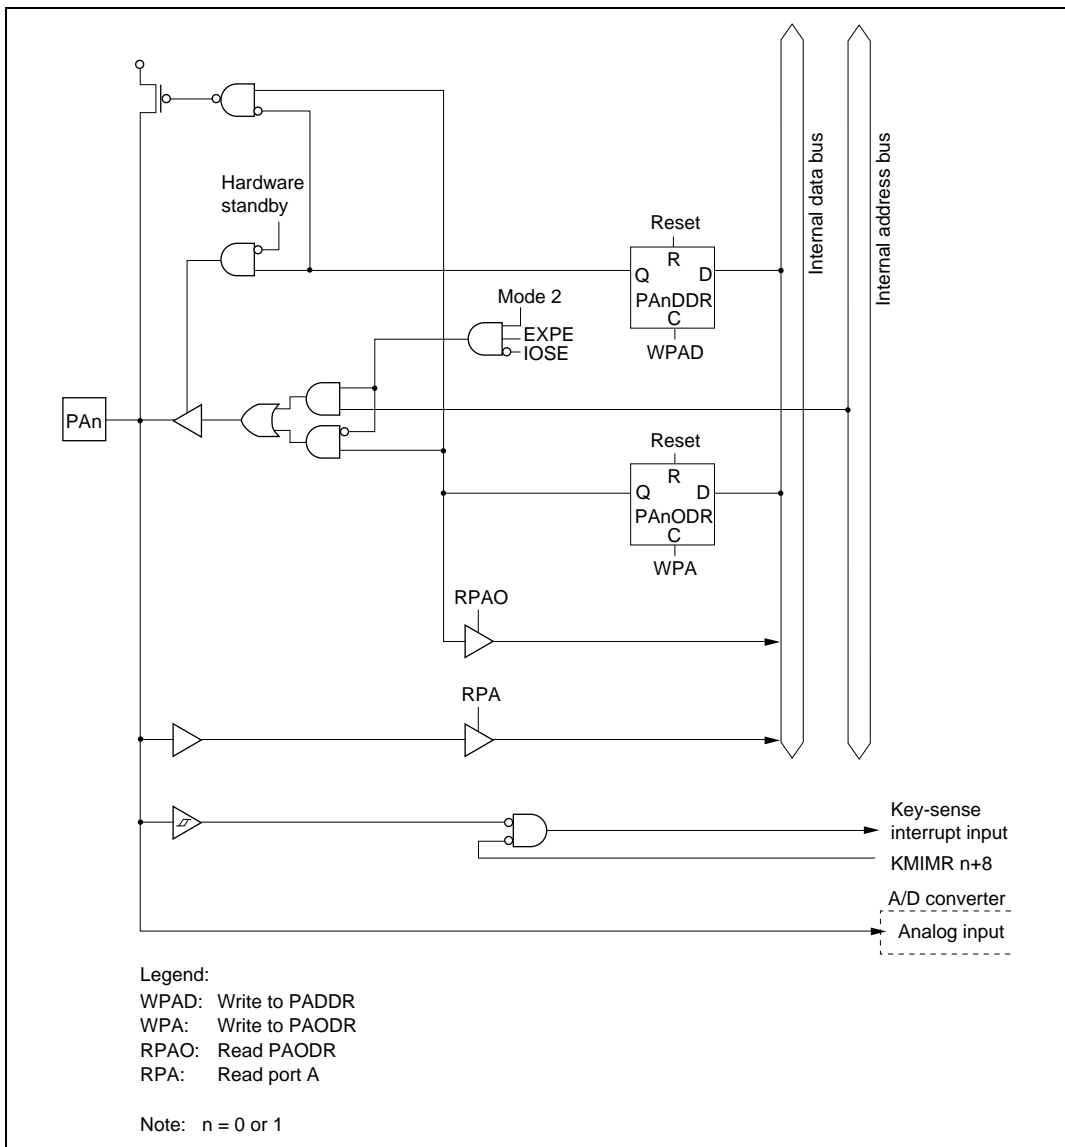 Hardware
standby
Reset
R
Q D
PAnDDR
C
WPAD
Internal data bus
Internal address bus
Mode 2
EXPE
IOSE
PAn
Reset
R
Q D
PAnODR
C
WPA
RPAO
RPA
Key-sense
interrupt input
KMIMR n+8
A/D converter
Analog input
Legend:
WPAD: Write to PADDR
WPA: Write to PAODR
RPAO: Read PAODR
RPA: Read port A
Note: n = 0 or 1